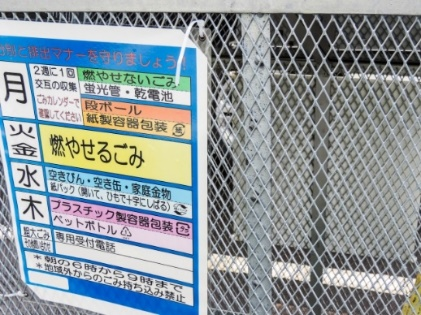 と排出マナーを守りましょう!
月
2週に1回
交互の収集
ごみカレンダーで
確認してください
燃やせないごみ
蛍光管・乾電池
段ボール
紙製容器包装
火
金
燃やせるごみ
水
空きびん・空き缶・家庭金物
紙パック(開いて、ひもで十字にしばる)
木
プラスチック製容器包装
ペットボトル
粗大ごみ
専用受付電話
*朝の6時から9時まで
*地域外からのごみ持ち込み禁止